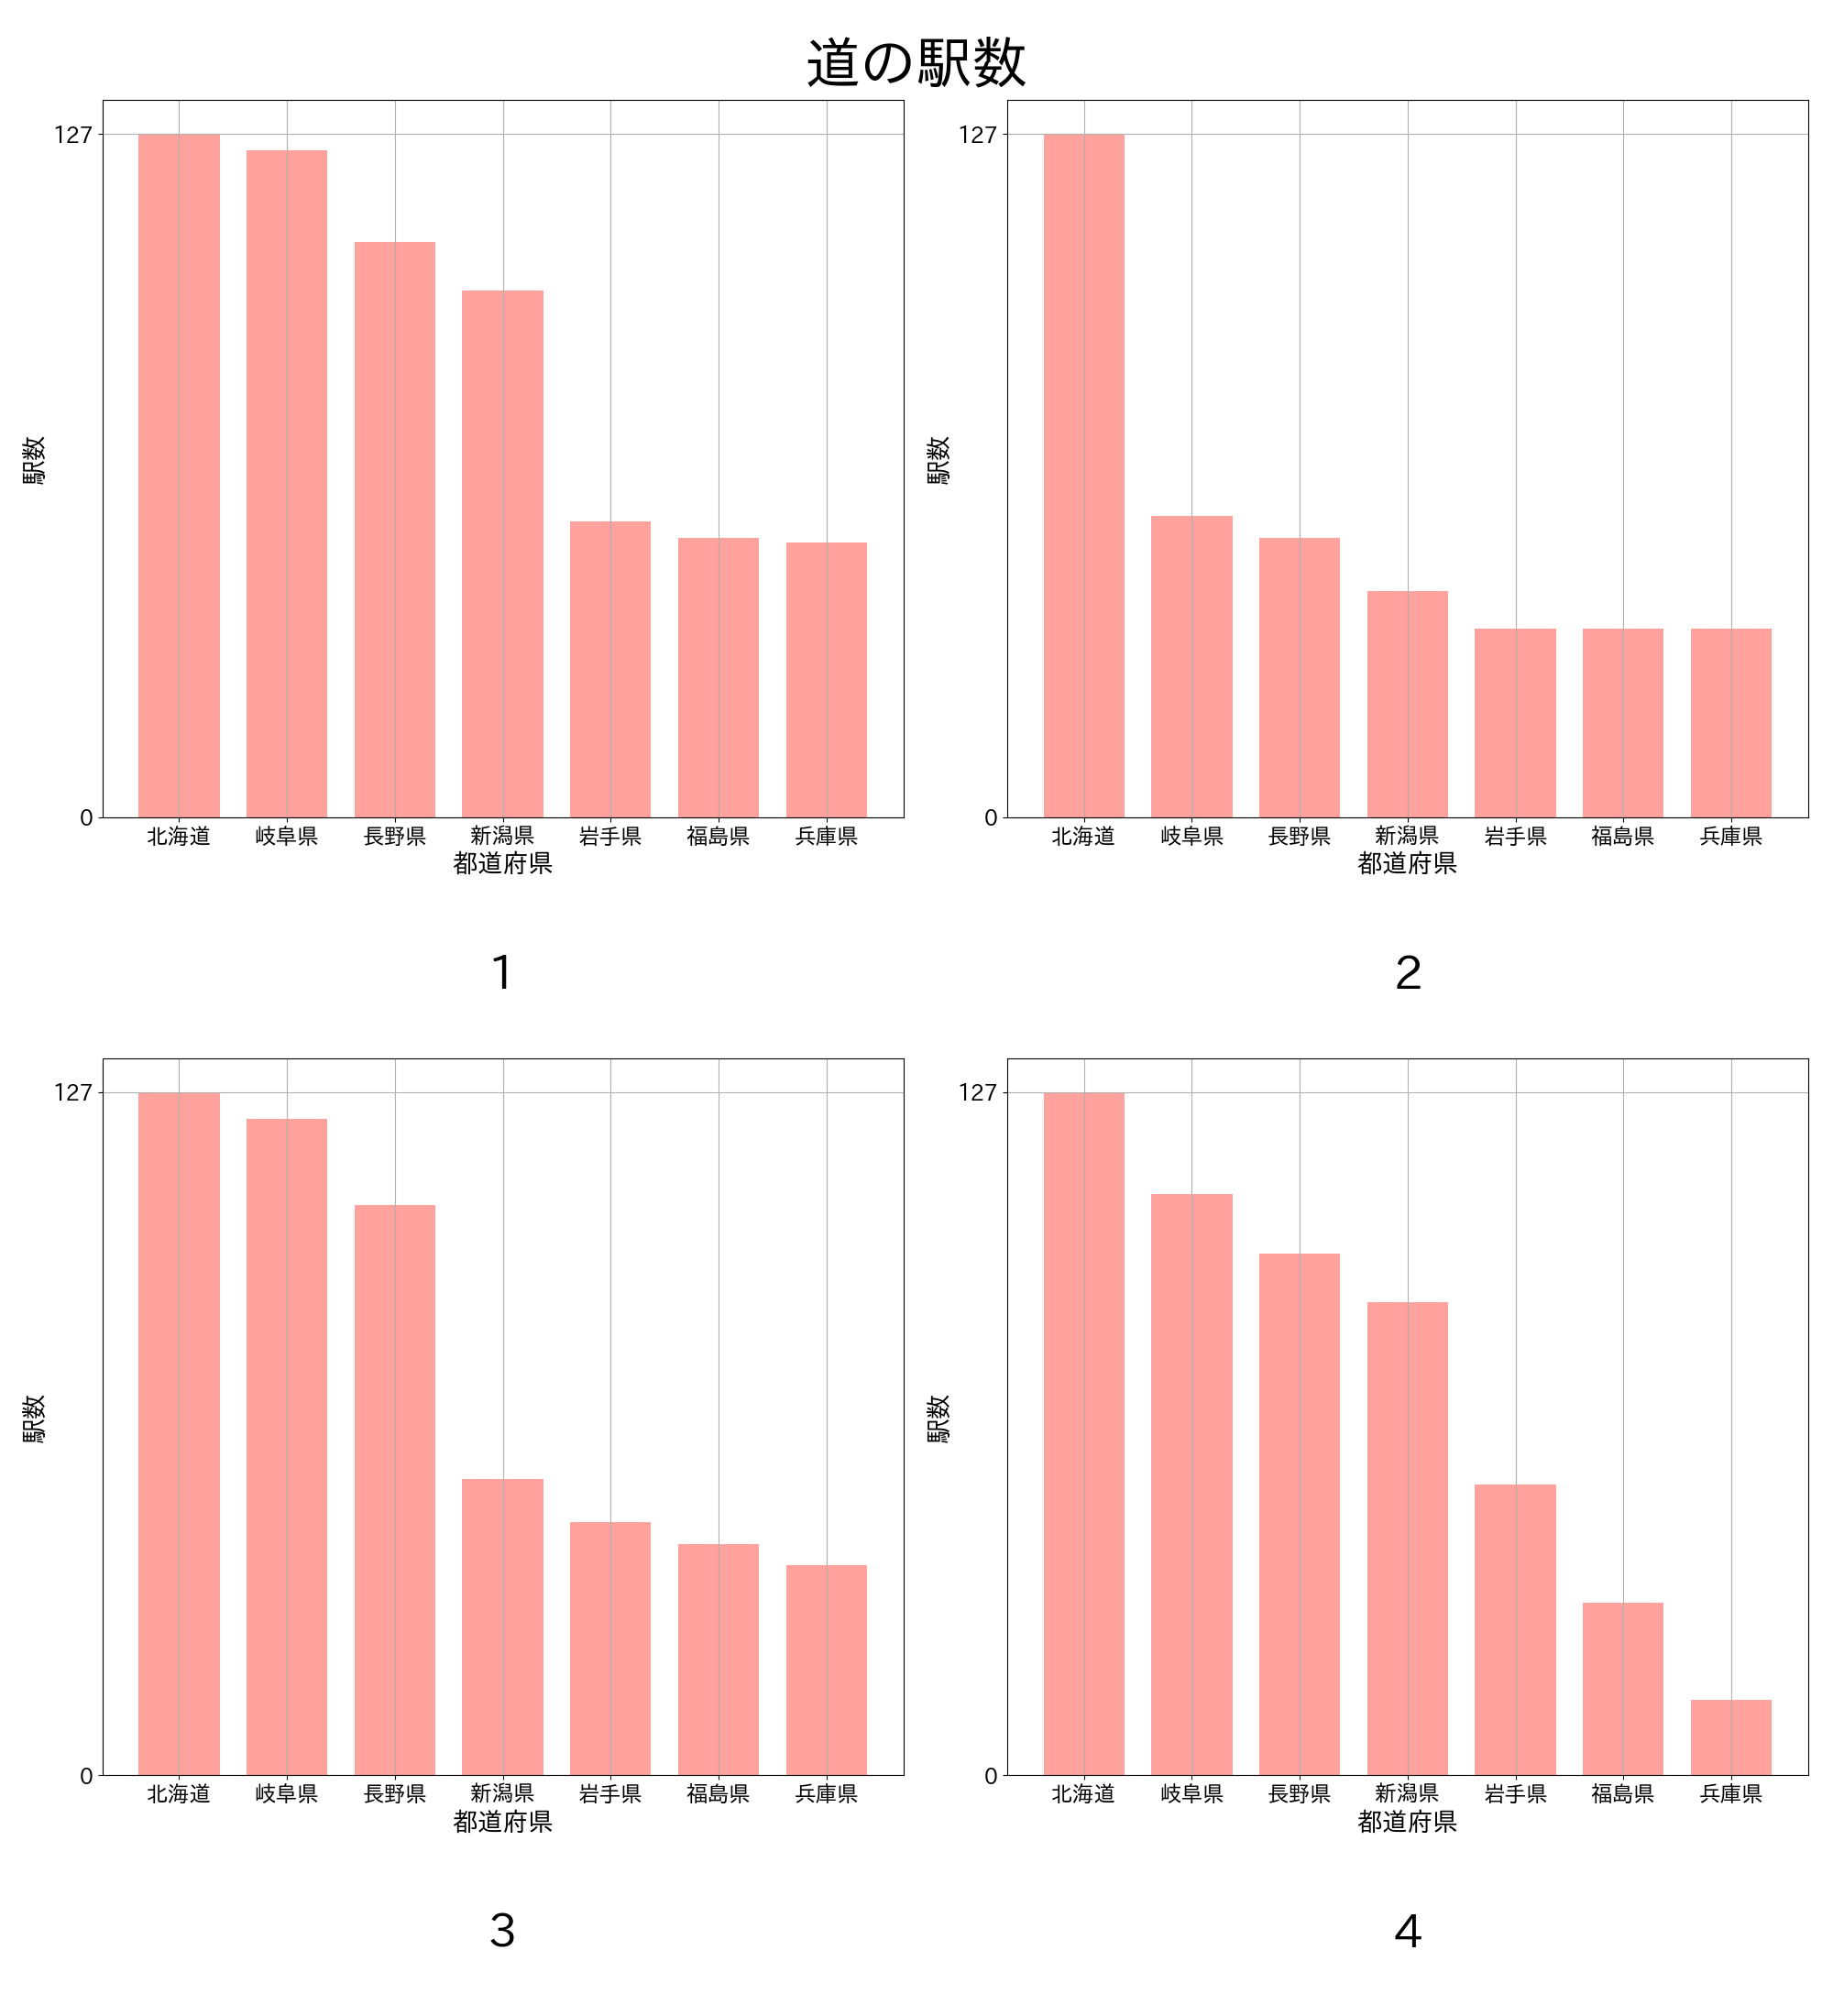 道の駅数
127
0
駅数
北海道 岐阜県 長野県 新潟県 岩手県 福島県 兵庫県
都道府県
1
127
0
駅数
北海道 岐阜県 長野県 新潟県 岩手県 福島県 兵庫県
都道府県
2
127
0
駅数
北海道 岐阜県 長野県 新潟県 岩手県 福島県 兵庫県
都道府県
3
127
0
駅数
北海道 岐阜県 長野県 新潟県 岩手県 福島県 兵庫県
都道府県
4